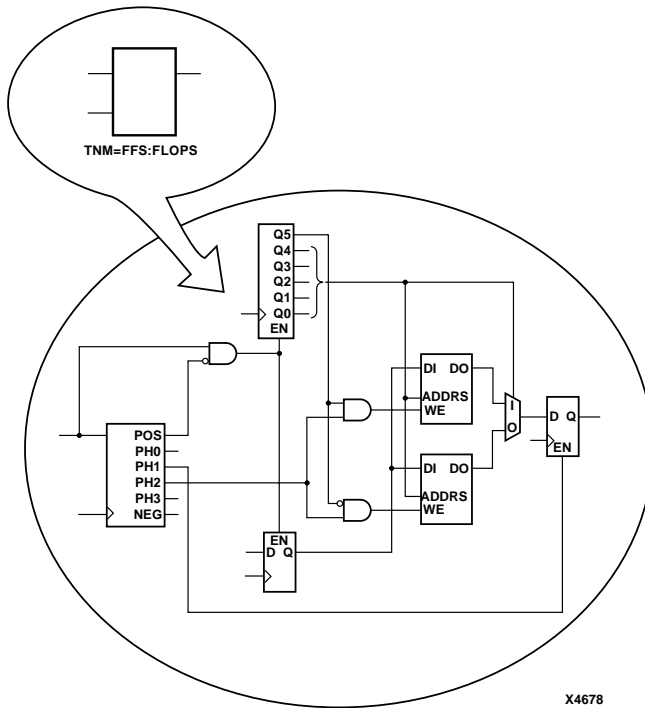 TNM=FFS:FLOPS
Q5
Q4
Q3
Q2
Q1
Q0
EN
DI DO
ADDRS
WE
I
O
D Q
EN
POS
PH0
PH1
PH2
PH3
NEG
DI DO
ADDRS
WE
EN
D Q
X4678